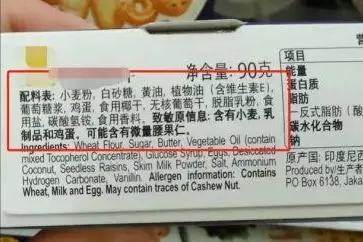 营
净含量: 90克
项目
配料表: 小麦粉, 白砂糖, 黄油, 植物油 (含维生素E),
葡萄糖浆, 鸡蛋, 食用椰干, 无核葡萄干, 脱脂乳粉, 食
用盐, 碳酸氢铵, 食用香料。 致敏原信息: 含有小麦, 乳
制品和鸡蛋。可能含有微量腰果仁。
Ingredients: Wheat Flour, Sugar, Butter, Vegetable Oil (contain
mixed Tocopherol Concentrate), Glucose Syrup, Eggs, Desiccated
Coconut, Seedless Raisins, Skim Milk Powder, Salt, Ammonium
Hydrogen Carbonate, Vanillin. Allergen information: Contains
Wheat, Milk and Egg. May contain traces of Cashew Nut.
能量
蛋白质
脂肪
-反式脂肪(酸)
碳水化合物
钠
原产国: 印度尼西
PO Box 6138, Jaka